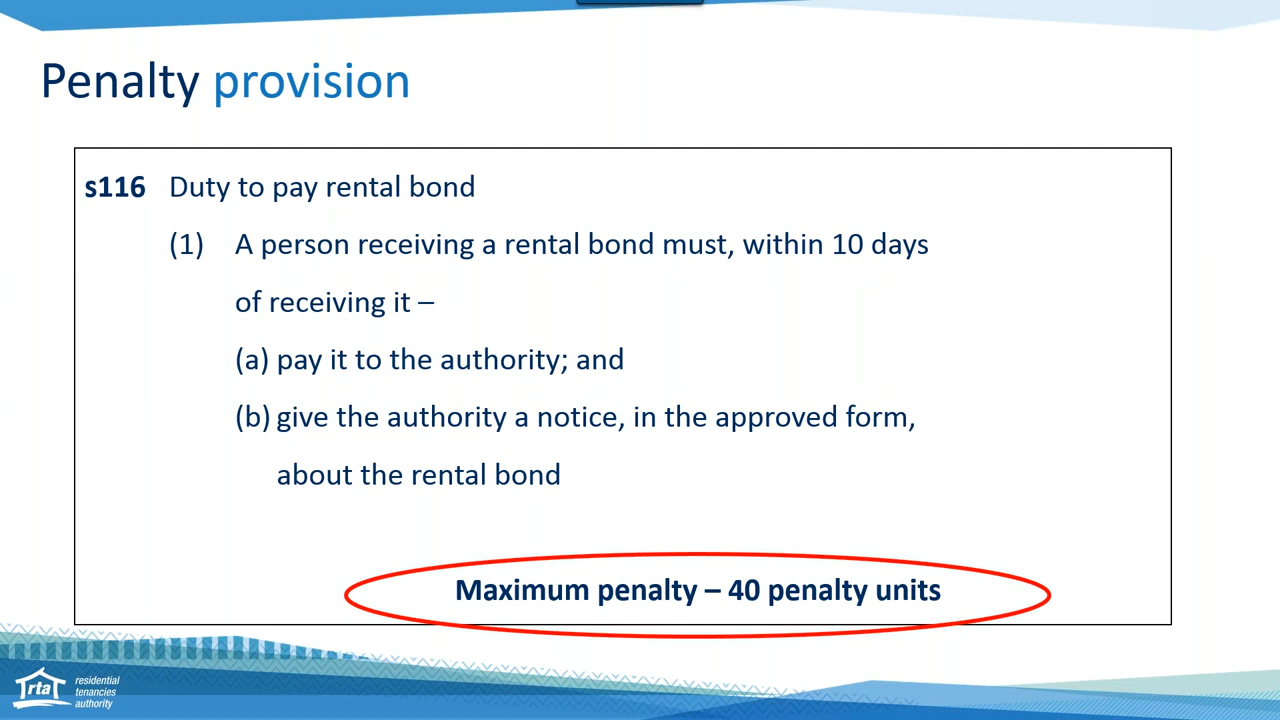 Penalty provision
s116 Duty to pay rental bond
(1) A person receiving a rental bond must, within 10 days
of receiving it –
(a) pay it to the authority; and
(b) give the authority a notice, in the approved form,
about the rental bond
Maximum penalty – 40 penalty units
rta
residential
tenancies
authority